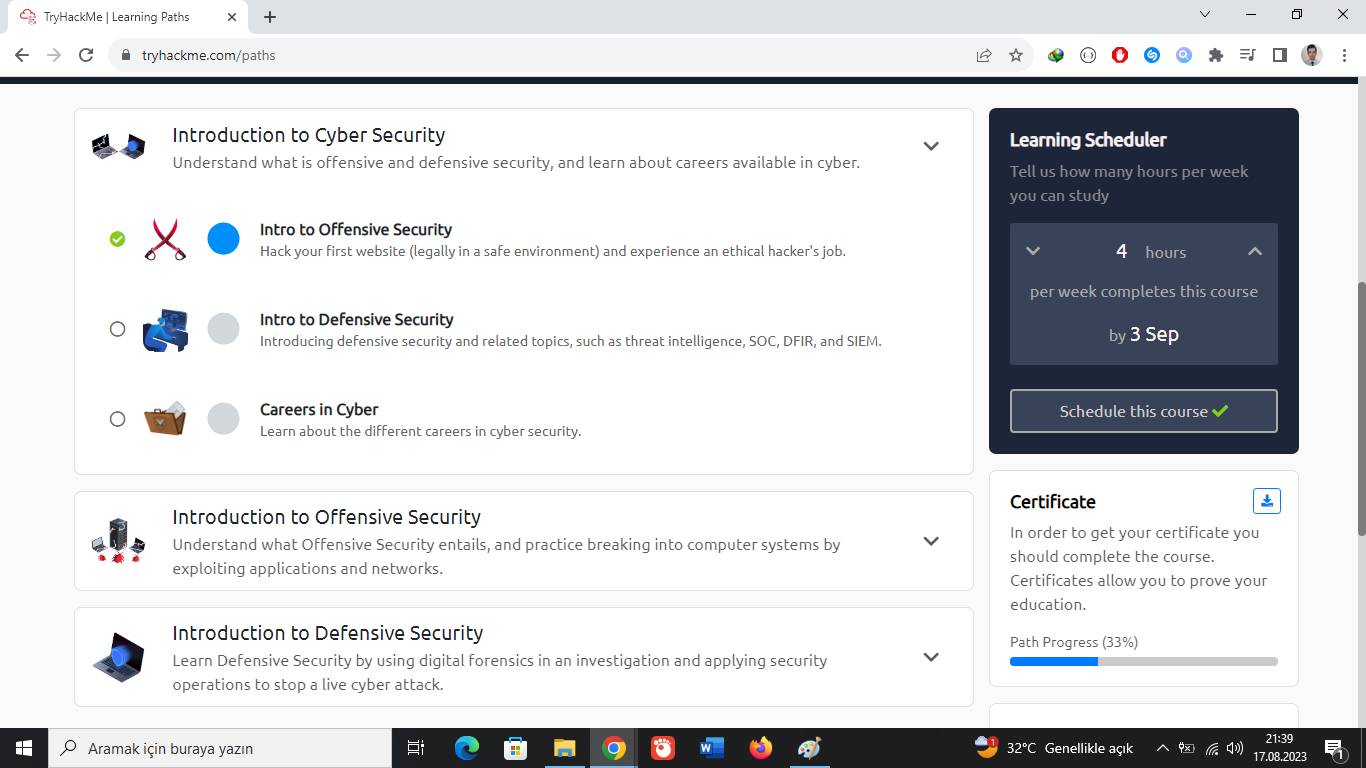 TryHackMe | Learning Paths
tryhackme.com/paths
Introduction to Cyber Security
Understand what is offensive and defensive security, and learn about careers available in cyber.
Intro to Offensive Security
Hack your first website (legally in a safe environment) and experience an ethical hacker's job.
Intro to Defensive Security
Introducing defensive security and related topics, such as threat intelligence, SOC, DFIR, and SIEM.
Careers in Cyber
Learn about the different careers in cyber security.
Introduction to Offensive Security
Understand what Offensive Security entails, and practice breaking into computer systems by
exploiting applications and networks.
Introduction to Defensive Security
Learn Defensive Security by using digital forensics in an investigation and applying security
operations to stop a live cyber attack.
Learning Scheduler
Tell us how many hours per week
you can study
4 hours
per week completes this course
by 3 Sep
Schedule this course
Certificate
In order to get your certificate you
should complete the course.
Certificates allow you to prove your
education.
Path Progress (33%)
Aramak için buraya yazın
1
32°C Genellikle açık
21:39
17.08.2023
1